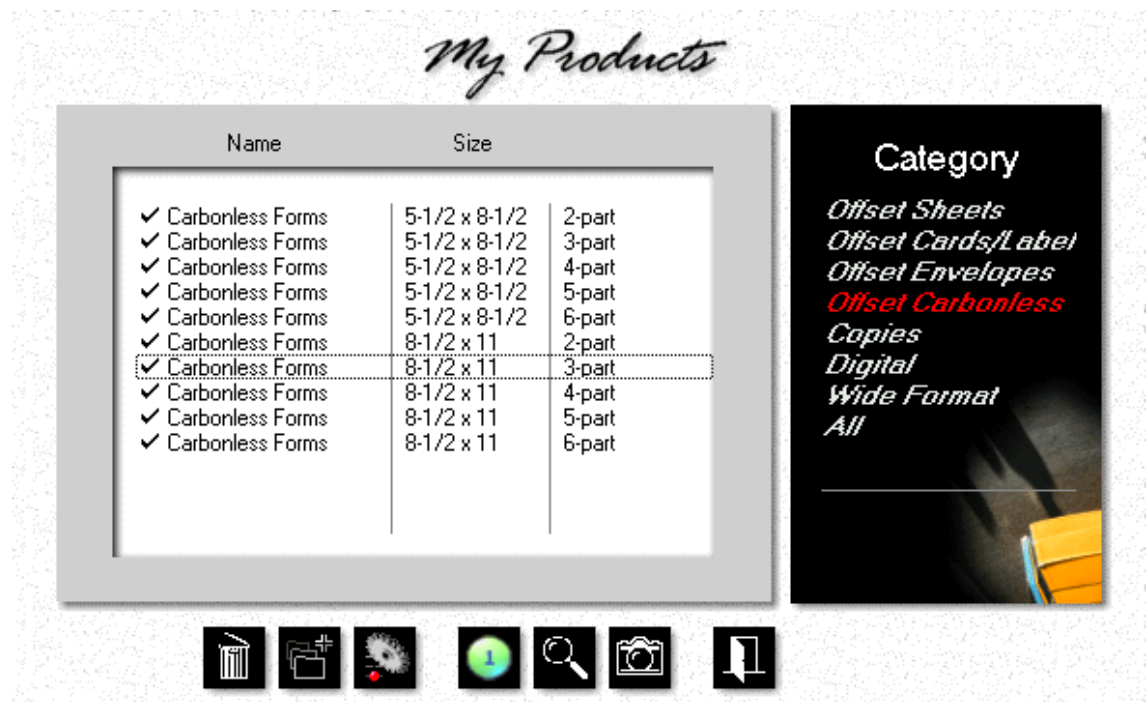 My Products
Name Size
Carbonless Forms 5-1/2 x 8-1/2 2-part
Carbonless Forms 5-1/2 x 8-1/2 3-part
Carbonless Forms 5-1/2 x 8-1/2 4-part
Carbonless Forms 5-1/2 x 8-1/2 5-part
Carbonless Forms 5-1/2 x 8-1/2 6-part
Carbonless Forms 8-1/2 x 11 2-part
Carbonless Forms 8-1/2 x 11 3-part
Carbonless Forms 8-1/2 x 11 4-part
Carbonless Forms 8-1/2 x 11 5-part
Carbonless Forms 8-1/2 x 11 6-part
Category
Offset Sheets
Offset Cards/Label
Offset Envelopes
Offset Carbonless
Copies
Digital
Wide Format
All
1